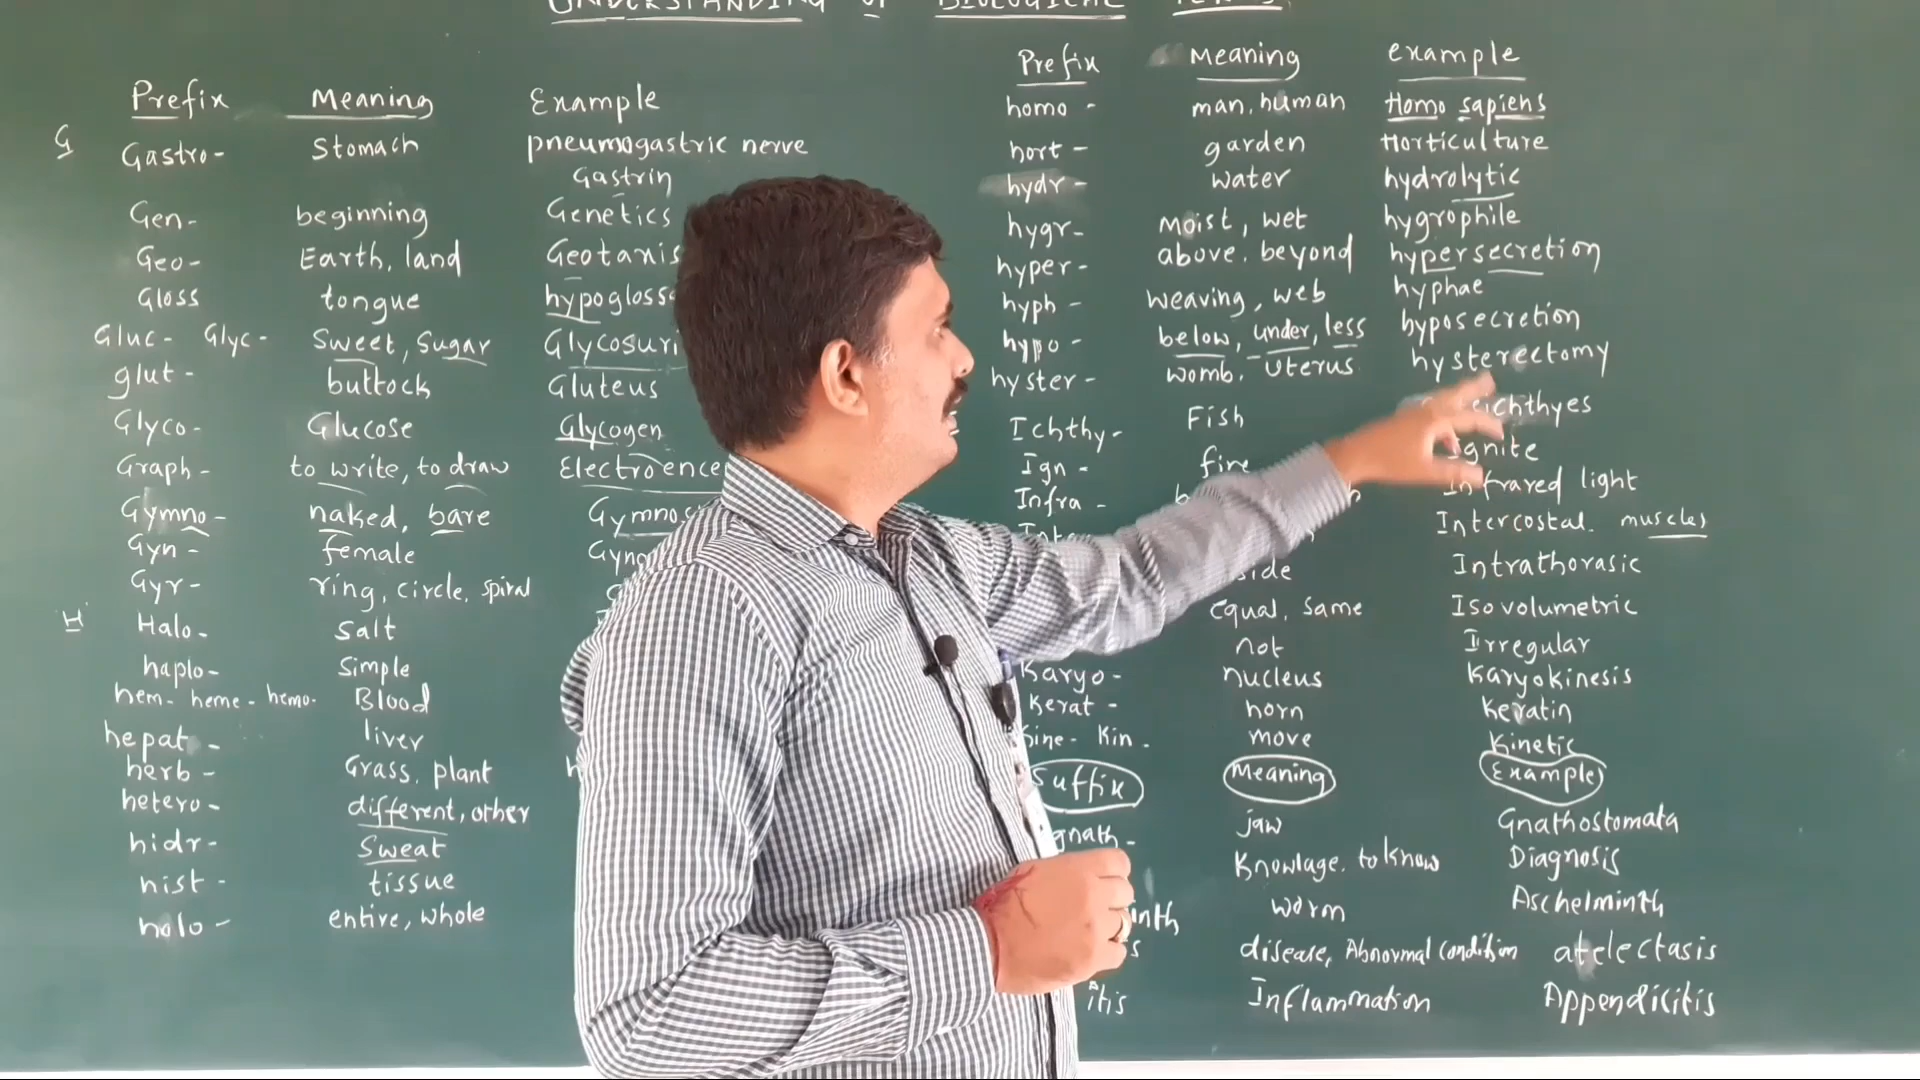 UNDERSTANDING OF BIOLOGICAL TERMS
Prefix Meaning Example
G Gastro- Stomach pneumogastric nerve
Gastrin
Gen- beginning Genetics
Geo- Earth, land Geotaxis
Gloss tongue
Gluc- Glyc- Sweet, Sugar
glut- buttock Gluteus
Glyco- Glucose Glycogen
Graph- to write, to draw
Gymno- naked, bare
Gyn- female
Gyr- ring, circle, spiral
H Halo- Salt
haplo- Simple
hem- heme- hemo- Blood
hepat- liver
herb- Grass, plant
hetero- different, other
hidr- Sweat
hist- tissue
holo- entire, whole
Prefix Meaning example
homo- man, human Homo sapiens
hort- garden Horticulture
hydr- water hydrolytic
hygr- moist, wet hygrophile
hyper- above, beyond hypersecretion
hyph- weaving, web hyphae
hypo- below, under, less hyposecretion
hyster- womb, uterus hysterectomy
Ichthy- Fish
Ign- fire Ignite
Infra- Infrared light
Intercostal muscles
Intrathorasic
equal, same Isovolumetric
not Irregular
Karyo- nucleus Karyokinesis
Kerat- horn Keratin
Kine- Kin- move Kinetic
Suffix Meaning Example
gnath- jaw Gnathostomata
Knowlage, to know Diagnosis
worm Aschelminth
disease, Abnormal condition atelectasis
itis Inflammation Appendicitis